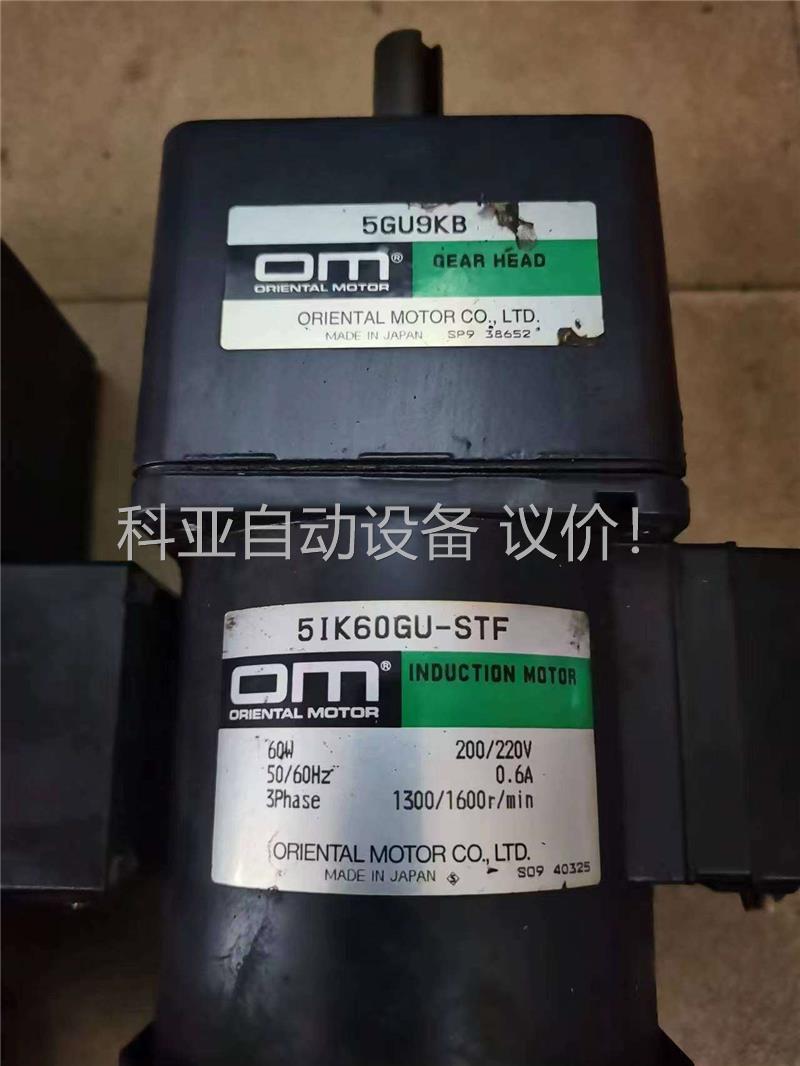 5GU9KB
OM®
ORIENTAL MOTOR
GEAR HEAD
ORIENTAL MOTOR CO., LTD.
MADE IN JAPAN SP9 38652
科亚自动设备 议价！
5IK60GU-STF
OM®
ORIENTAL MOTOR
INDUCTION MOTOR
60W 200/220V
50/60Hz 0.6A
3Phase 1300/1600r/min
ORIENTAL MOTOR CO., LTD.
MADE IN JAPAN S S09 40325